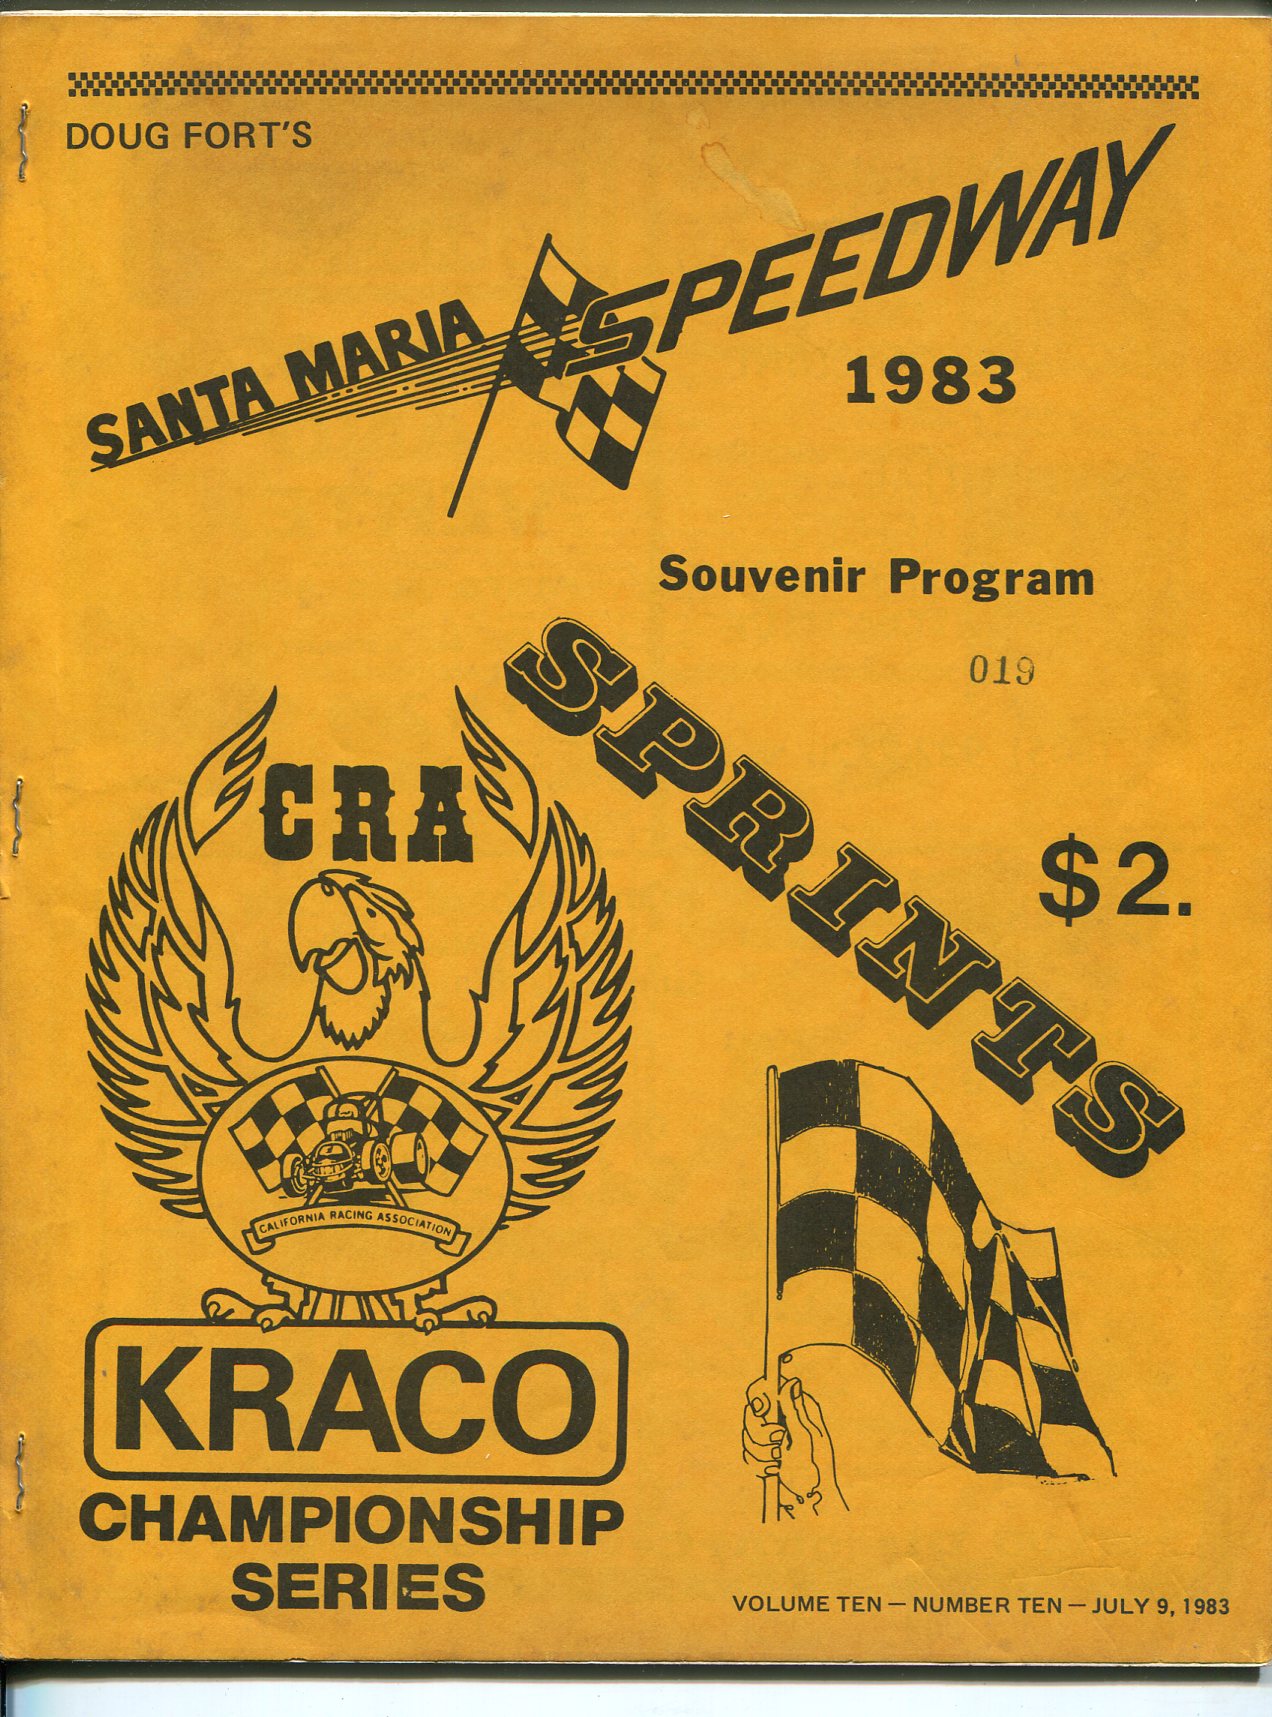 DOUG FORT'S
SANTA MARIA SPEEDWAY
1983
Souvenir Program
019
SPRINTS
$2.
CRA
CALIFORNIA RACING ASSOCIATION
KRACO
CHAMPIONSHIP
SERIES
VOLUME TEN — NUMBER TEN — JULY 9, 1983